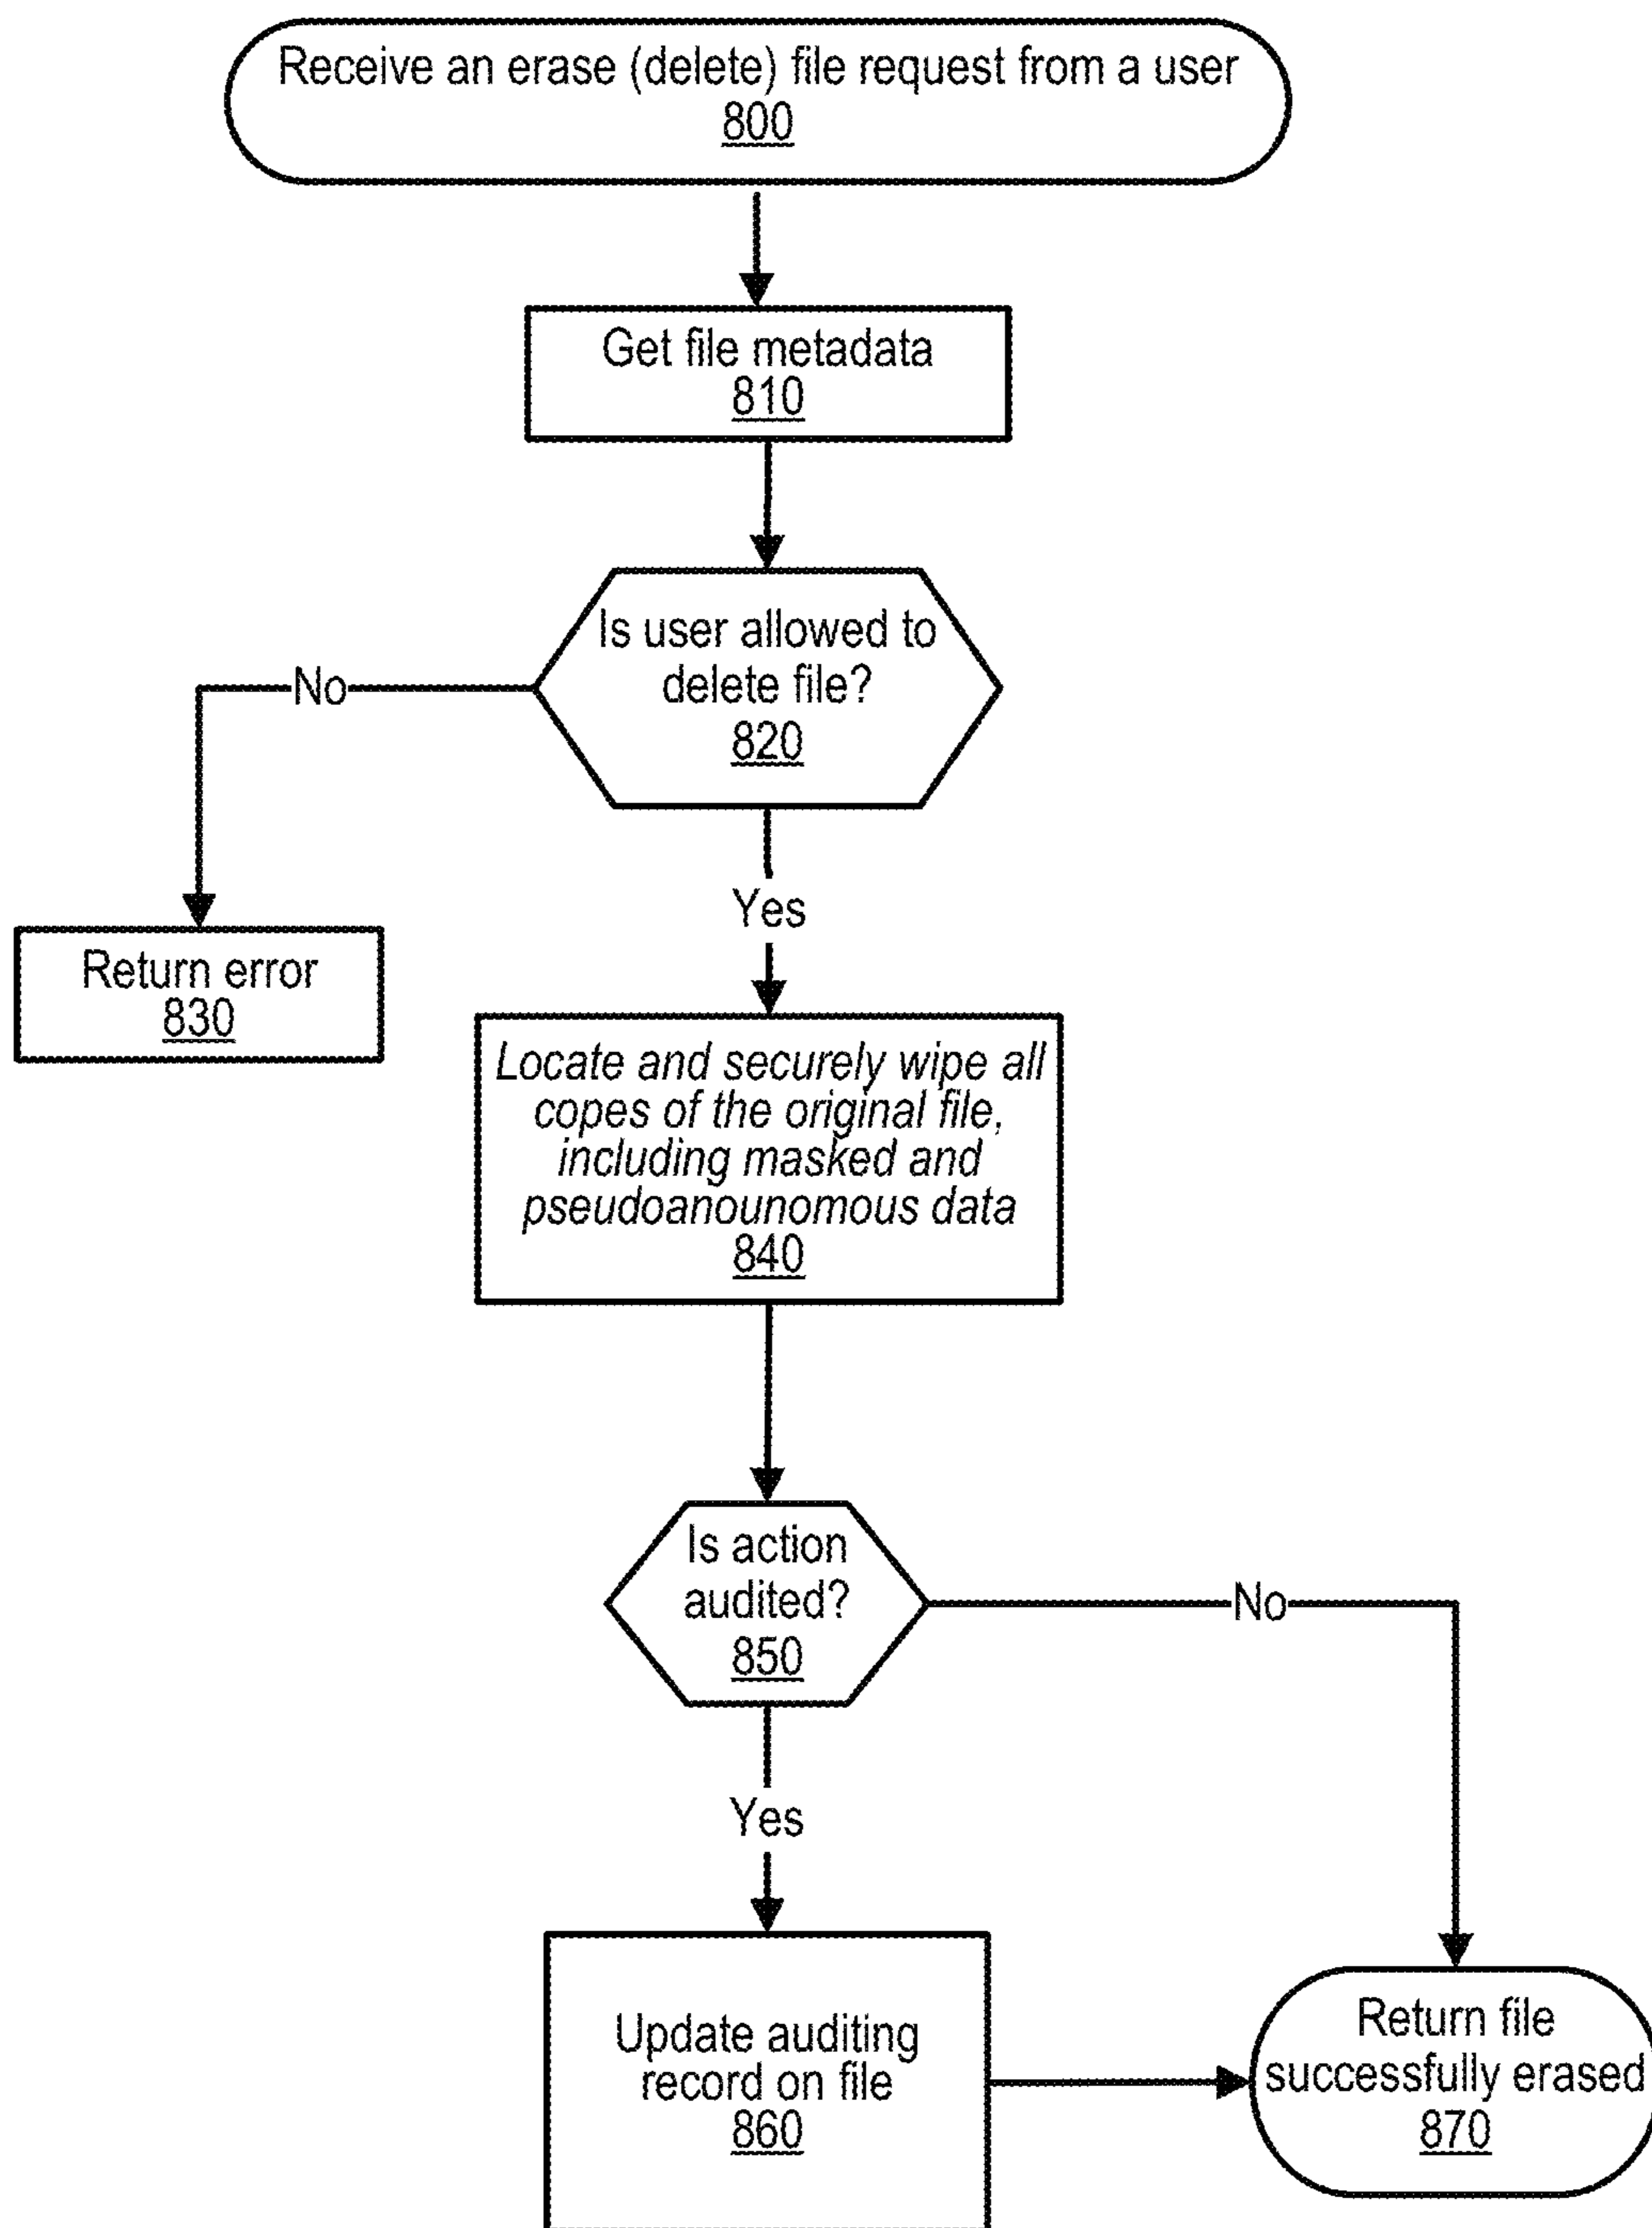 Receive an erase (delete) file request from a user
800
Get file metadata
810
Is user allowed to
delete file?
820
No
Yes
Return error
830
Locate and securely wipe all
copes of the original file,
including masked and
pseudoanounomous data
840
Is action
audited?
850
No
Yes
Update auditing
record on file
860
Return file
successfully erased
870